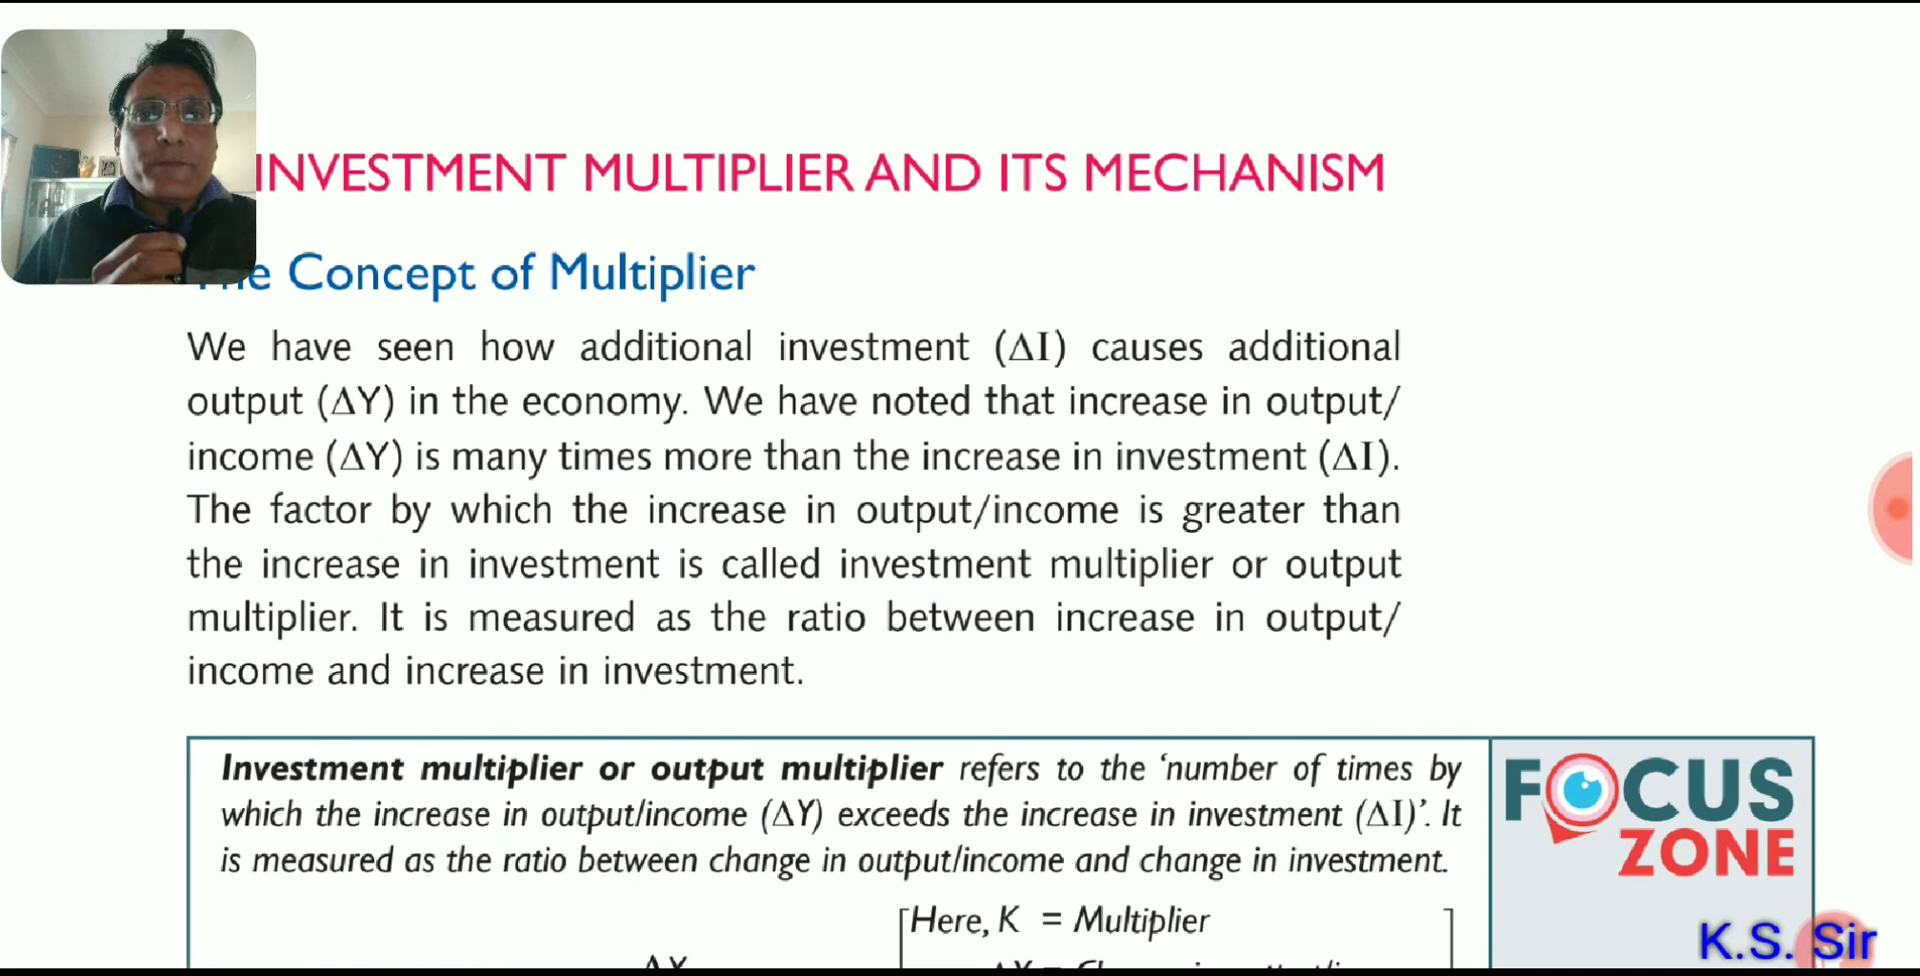 INVESTMENT MULTIPLIER AND ITS MECHANISM
The Concept of Multiplier
We have seen how additional investment (ΔI) causes additional
output (ΔY) in the economy. We have noted that increase in output/
income (ΔY) is many times more than the increase in investment (ΔI).
The factor by which the increase in output/income is greater than
the increase in investment is called investment multiplier or output
multiplier. It is measured as the ratio between increase in output/
income and increase in investment.
Investment multiplier or output multiplier refers to the ‘number of times by
which the increase in output/income (ΔY) exceeds the increase in investment (ΔI)’. It
is measured as the ratio between change in output/income and change in investment.
FOCUS
ZONE
[Here, K = Multiplier]
ΔY
K.S. Sir